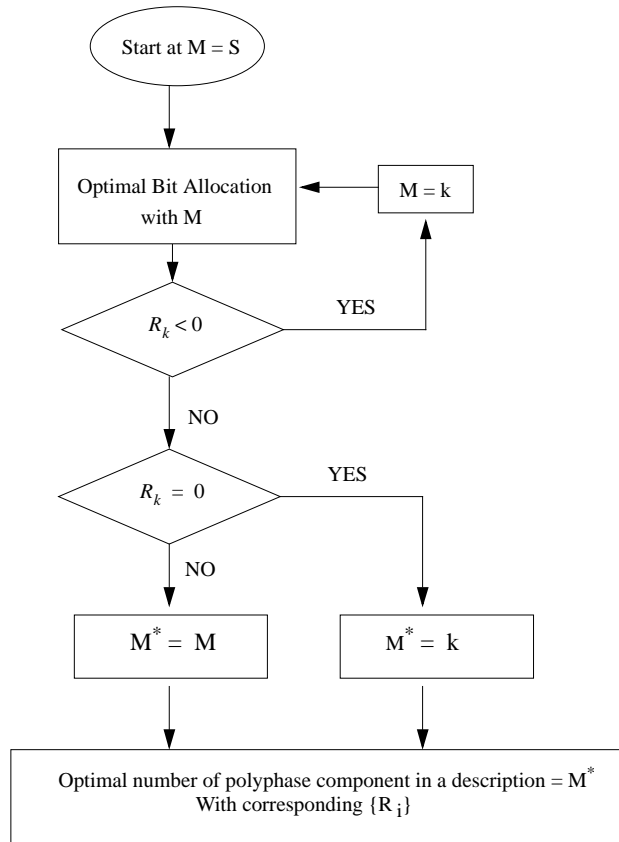 Start at M = S
Optimal Bit Allocation
with M
M = k
YES
R_k < 0
NO
YES
R_k = 0
NO
M* = M
M* = k
Optimal number of polyphase component in a description = M*
With corresponding {R_i}